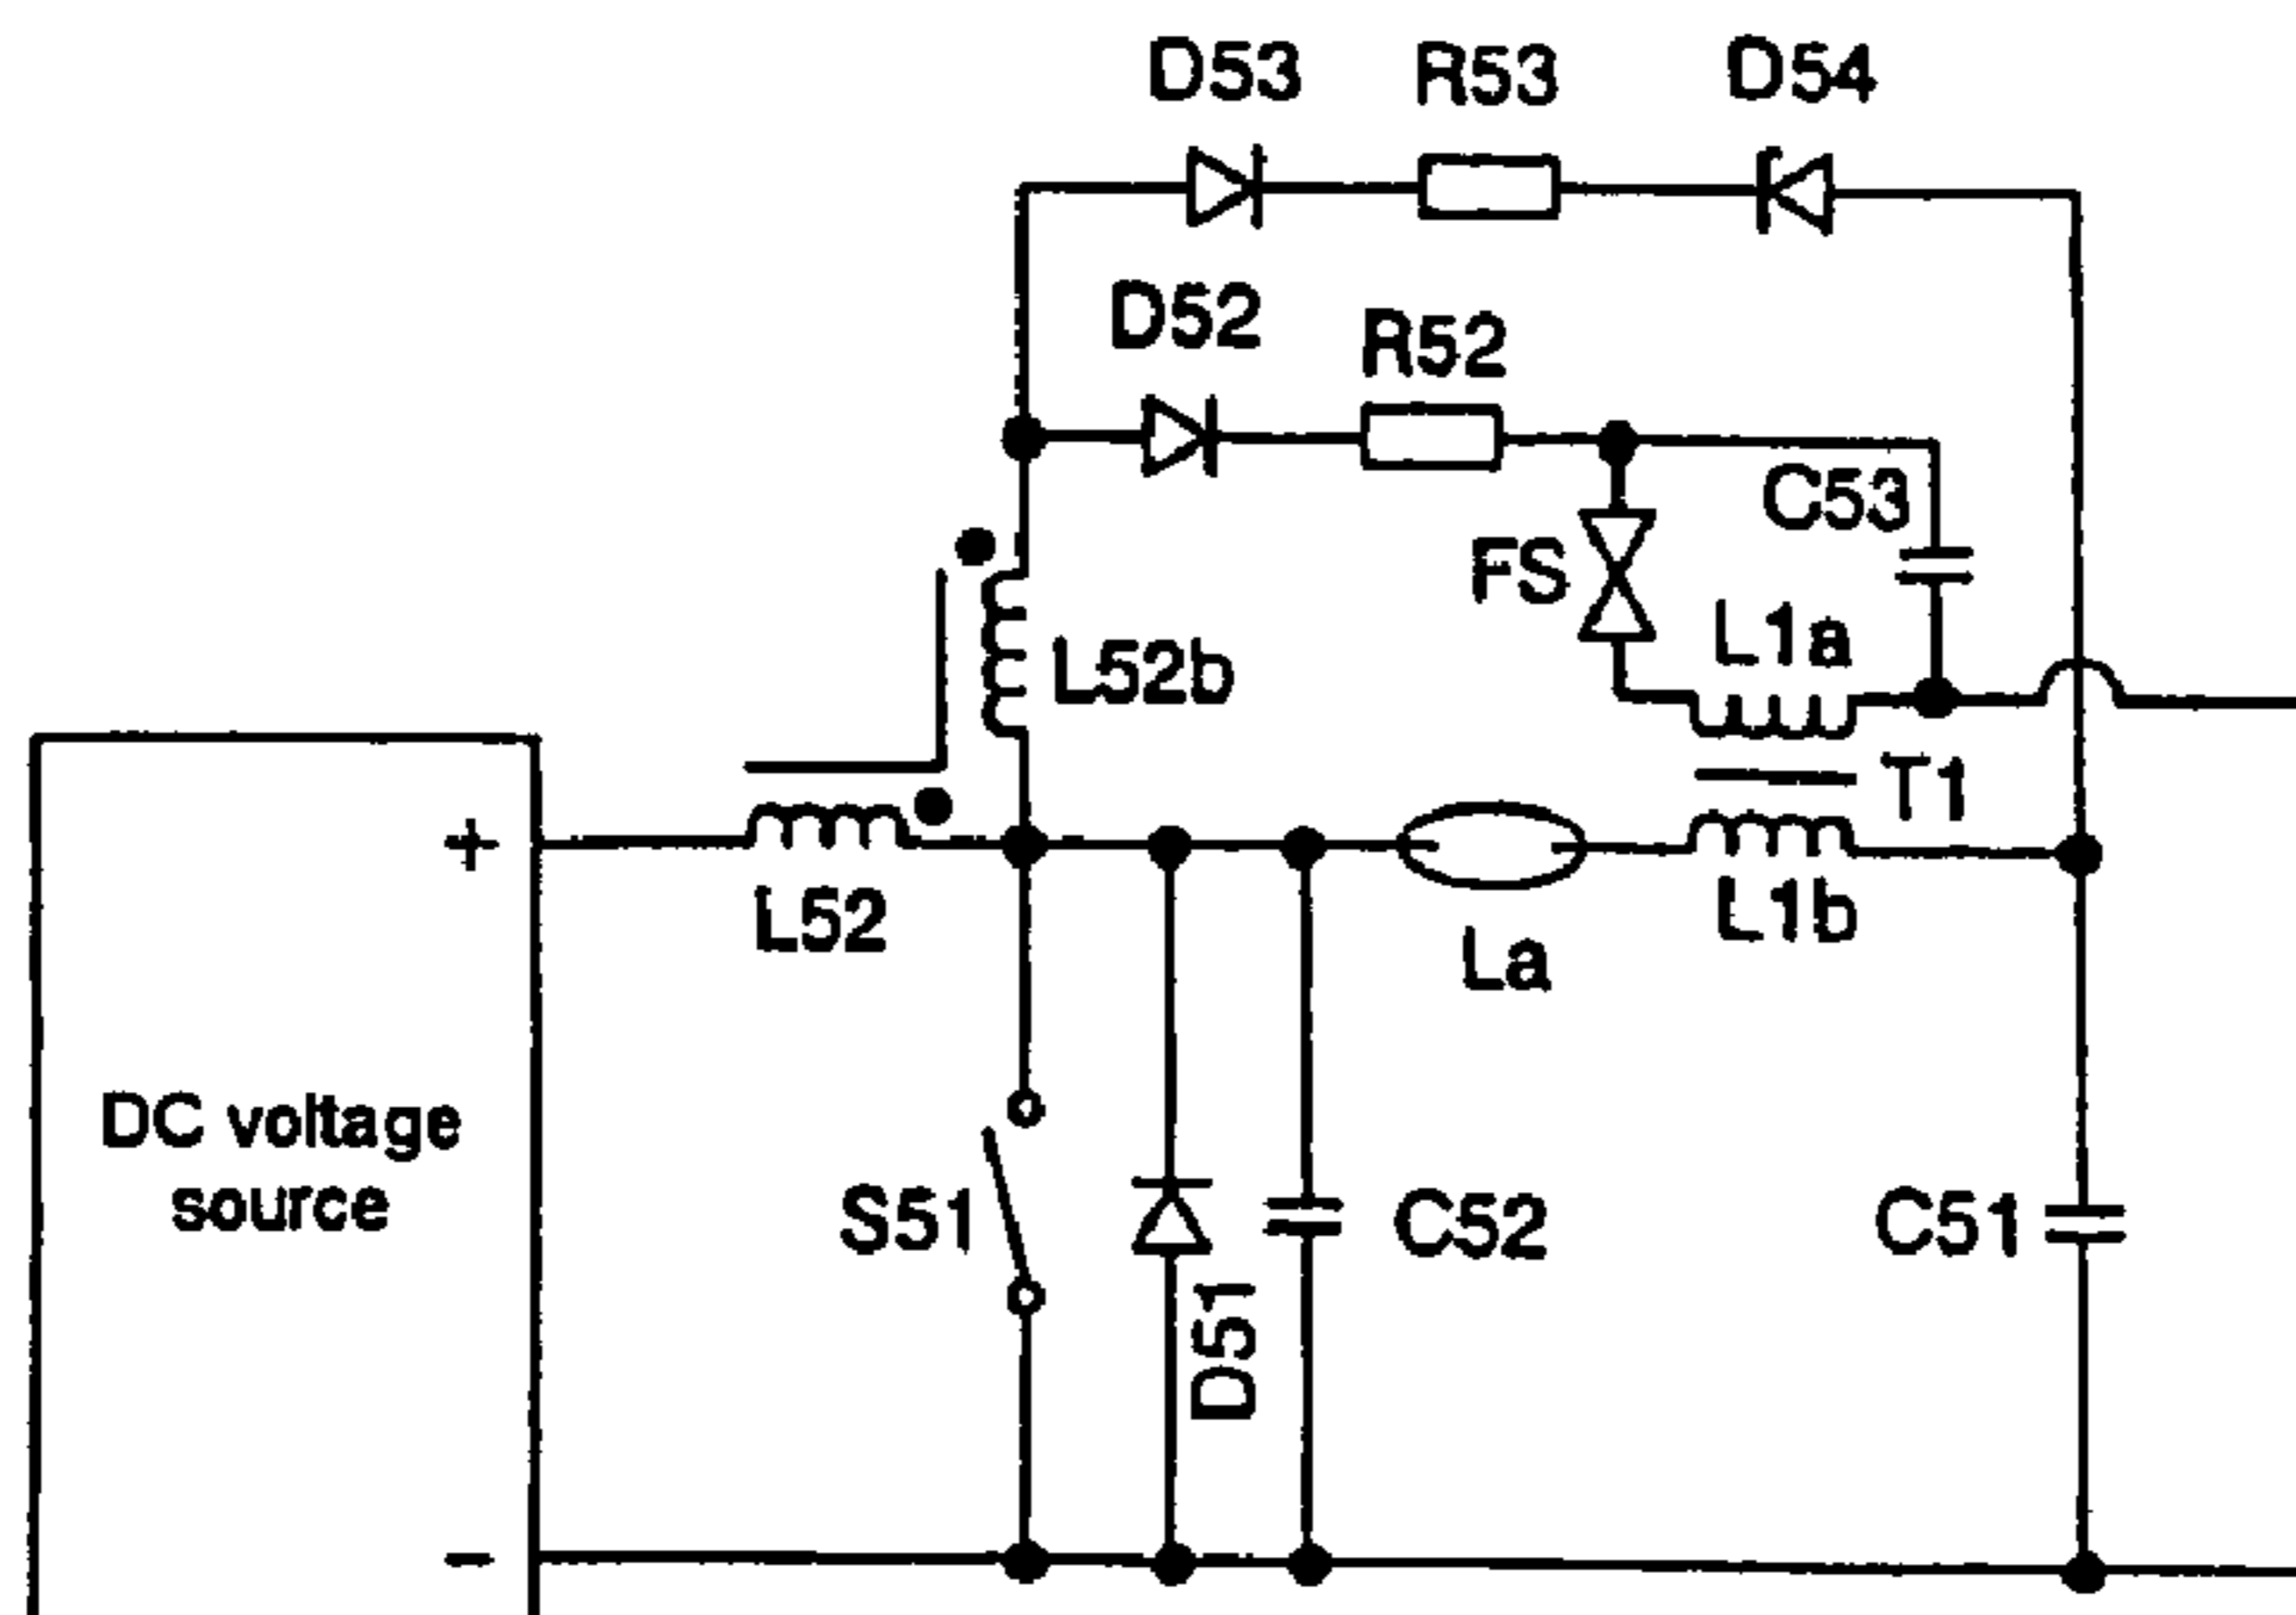 D53 R53 D54
D52 R52
C53
FS
L1a
L52b
T1
+
L52
L1b
La
DC voltage
source
S51
D51
C52
C51
−